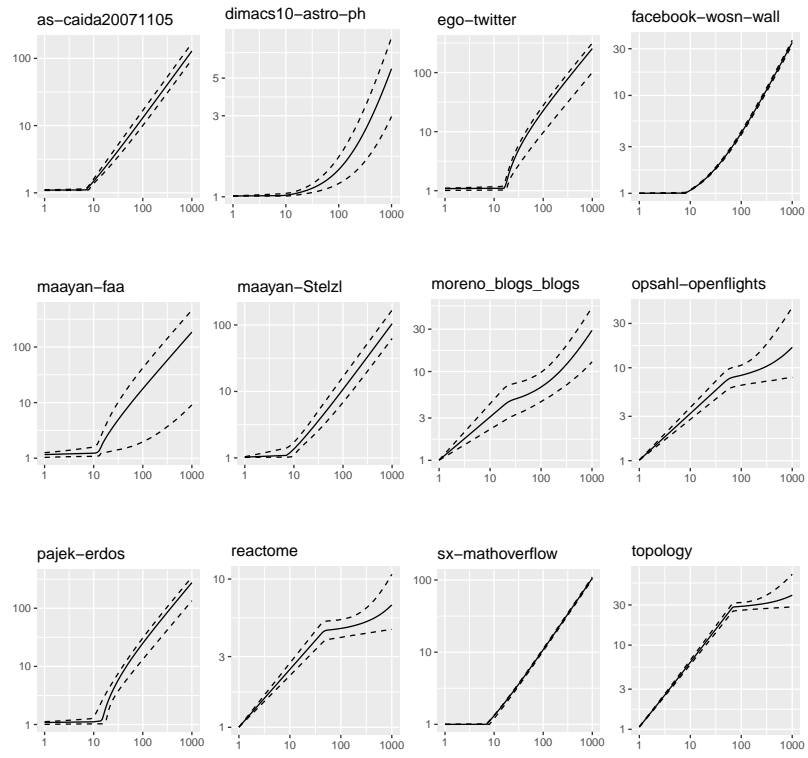 as−caida20071105
dimacs10−astro−ph
ego−twitter
facebook−wosn−wall
100
10
1
1 10 100 1000
5
3
1
1 10 100 1000
100
10
1
1 10 100 1000
30
10
3
1
1 10 100 1000
maayan−faa
maayan−Stelzl
moreno_blogs_blogs
opsahl−openflights
100
10
1
1 10 100 1000
100
10
1
1 10 100 1000
30
10
3
1
1 10 100 1000
30
10
3
1
1 10 100 1000
pajek−erdos
reactome
sx−mathoverflow
topology
100
10
1
1 10 100 1000
10
3
1
1 10 100 1000
100
10
1
1 10 100 1000
30
10
3
1
1 10 100 1000